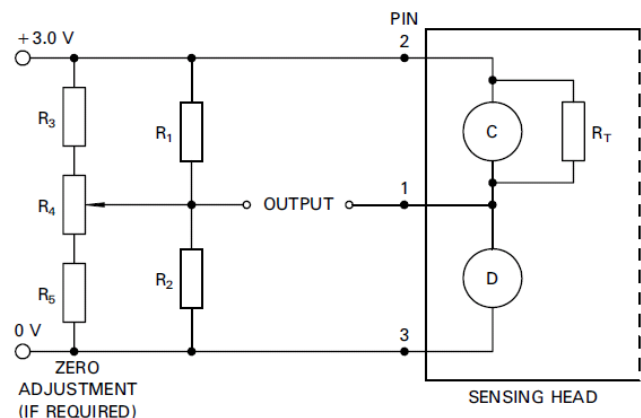 PIN
+3.0 V
2
R3
R1
C
RT
R4
OUTPUT
1
R5
R2
D
0 V
3
ZERO
ADJUSTMENT
(IF REQUIRED)
SENSING HEAD